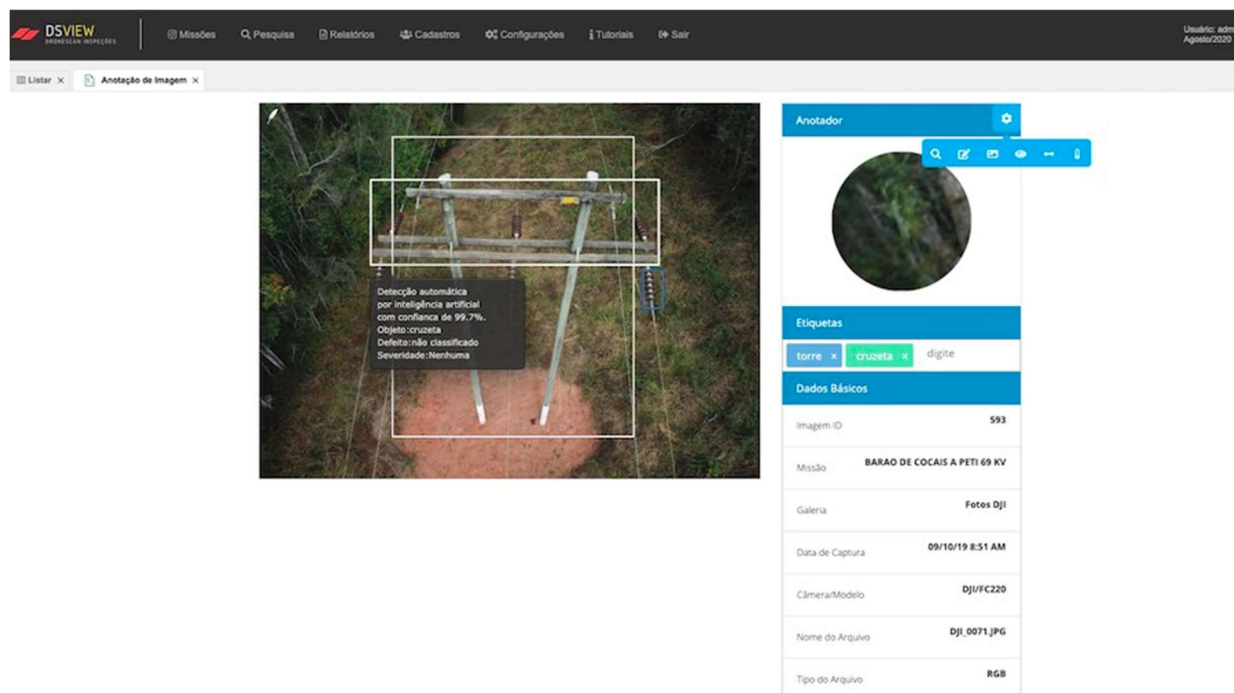 DSVIEW
DRONESCAN INSPEÇÕES
Missões Pesquisa Relatórios Cadastros Configurações Tutoriais Sair
Usuário: adm
Agosto/2020
Listar X Anotação de Imagem X
Anotador
Detecção automática
por inteligência artificial
com confianca de 99.7%.
Objeto:cruzeta
Defeito:não classificado
Severidade:Nenhuma
Etiquetas
torre x cruzeta x digite
Dados Básicos
Imagem ID 593
Missão BARAO DE COCAIS A PETI 69 KV
Galeria Fotos DJI
Data de Captura 09/10/19 8:51 AM
Câmera/Modelo DJI/FC220
Nome do Arquivo DJI_0071.JPG
Tipo do Arquivo RGB